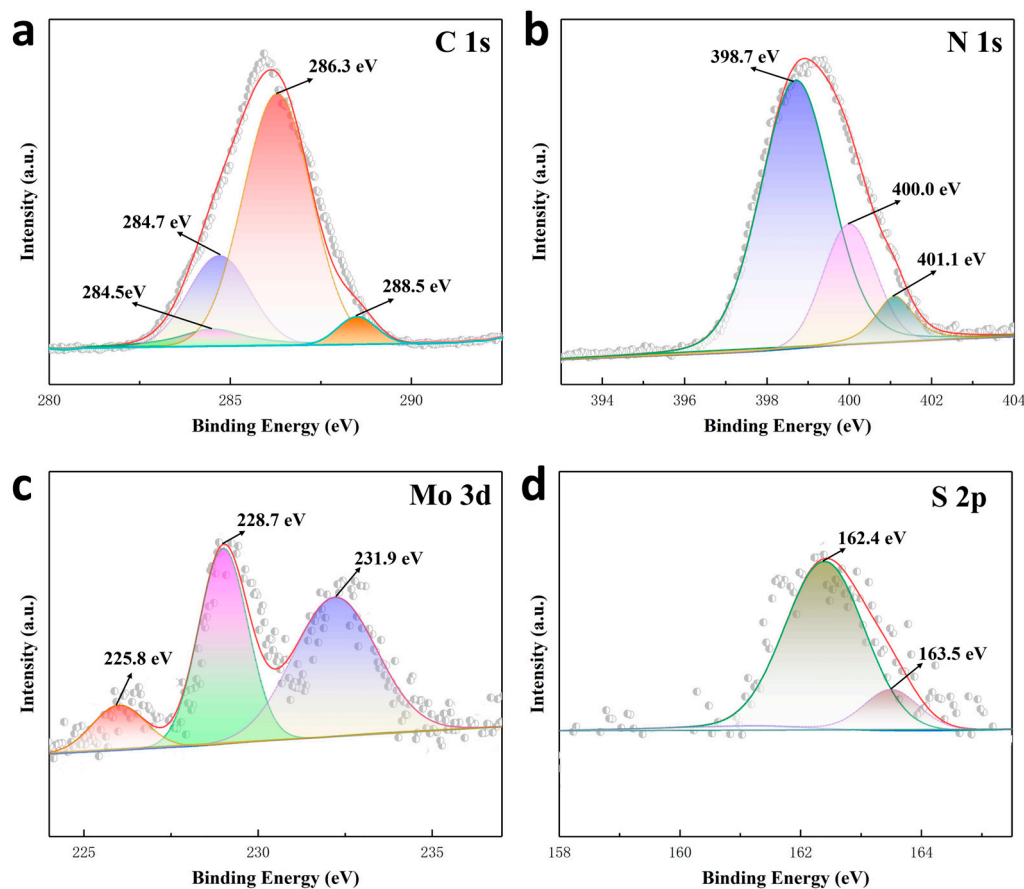 a
C 1s
286.3 eV
284.7 eV
284.5eV
288.5 eV
Intensity (a.u.)
280
285
290
Binding Energy (eV)
b
N 1s
398.7 eV
400.0 eV
401.1 eV
Intensity (a.u.)
394
396
398
400
402
404
Binding Energy (eV)
c
Mo 3d
228.7 eV
231.9 eV
225.8 eV
Intensity (a.u.)
225
230
235
Binding Energy (eV)
d
S 2p
162.4 eV
163.5 eV
Intensity (a.u.)
158
160
162
164
Binding Energy (eV)